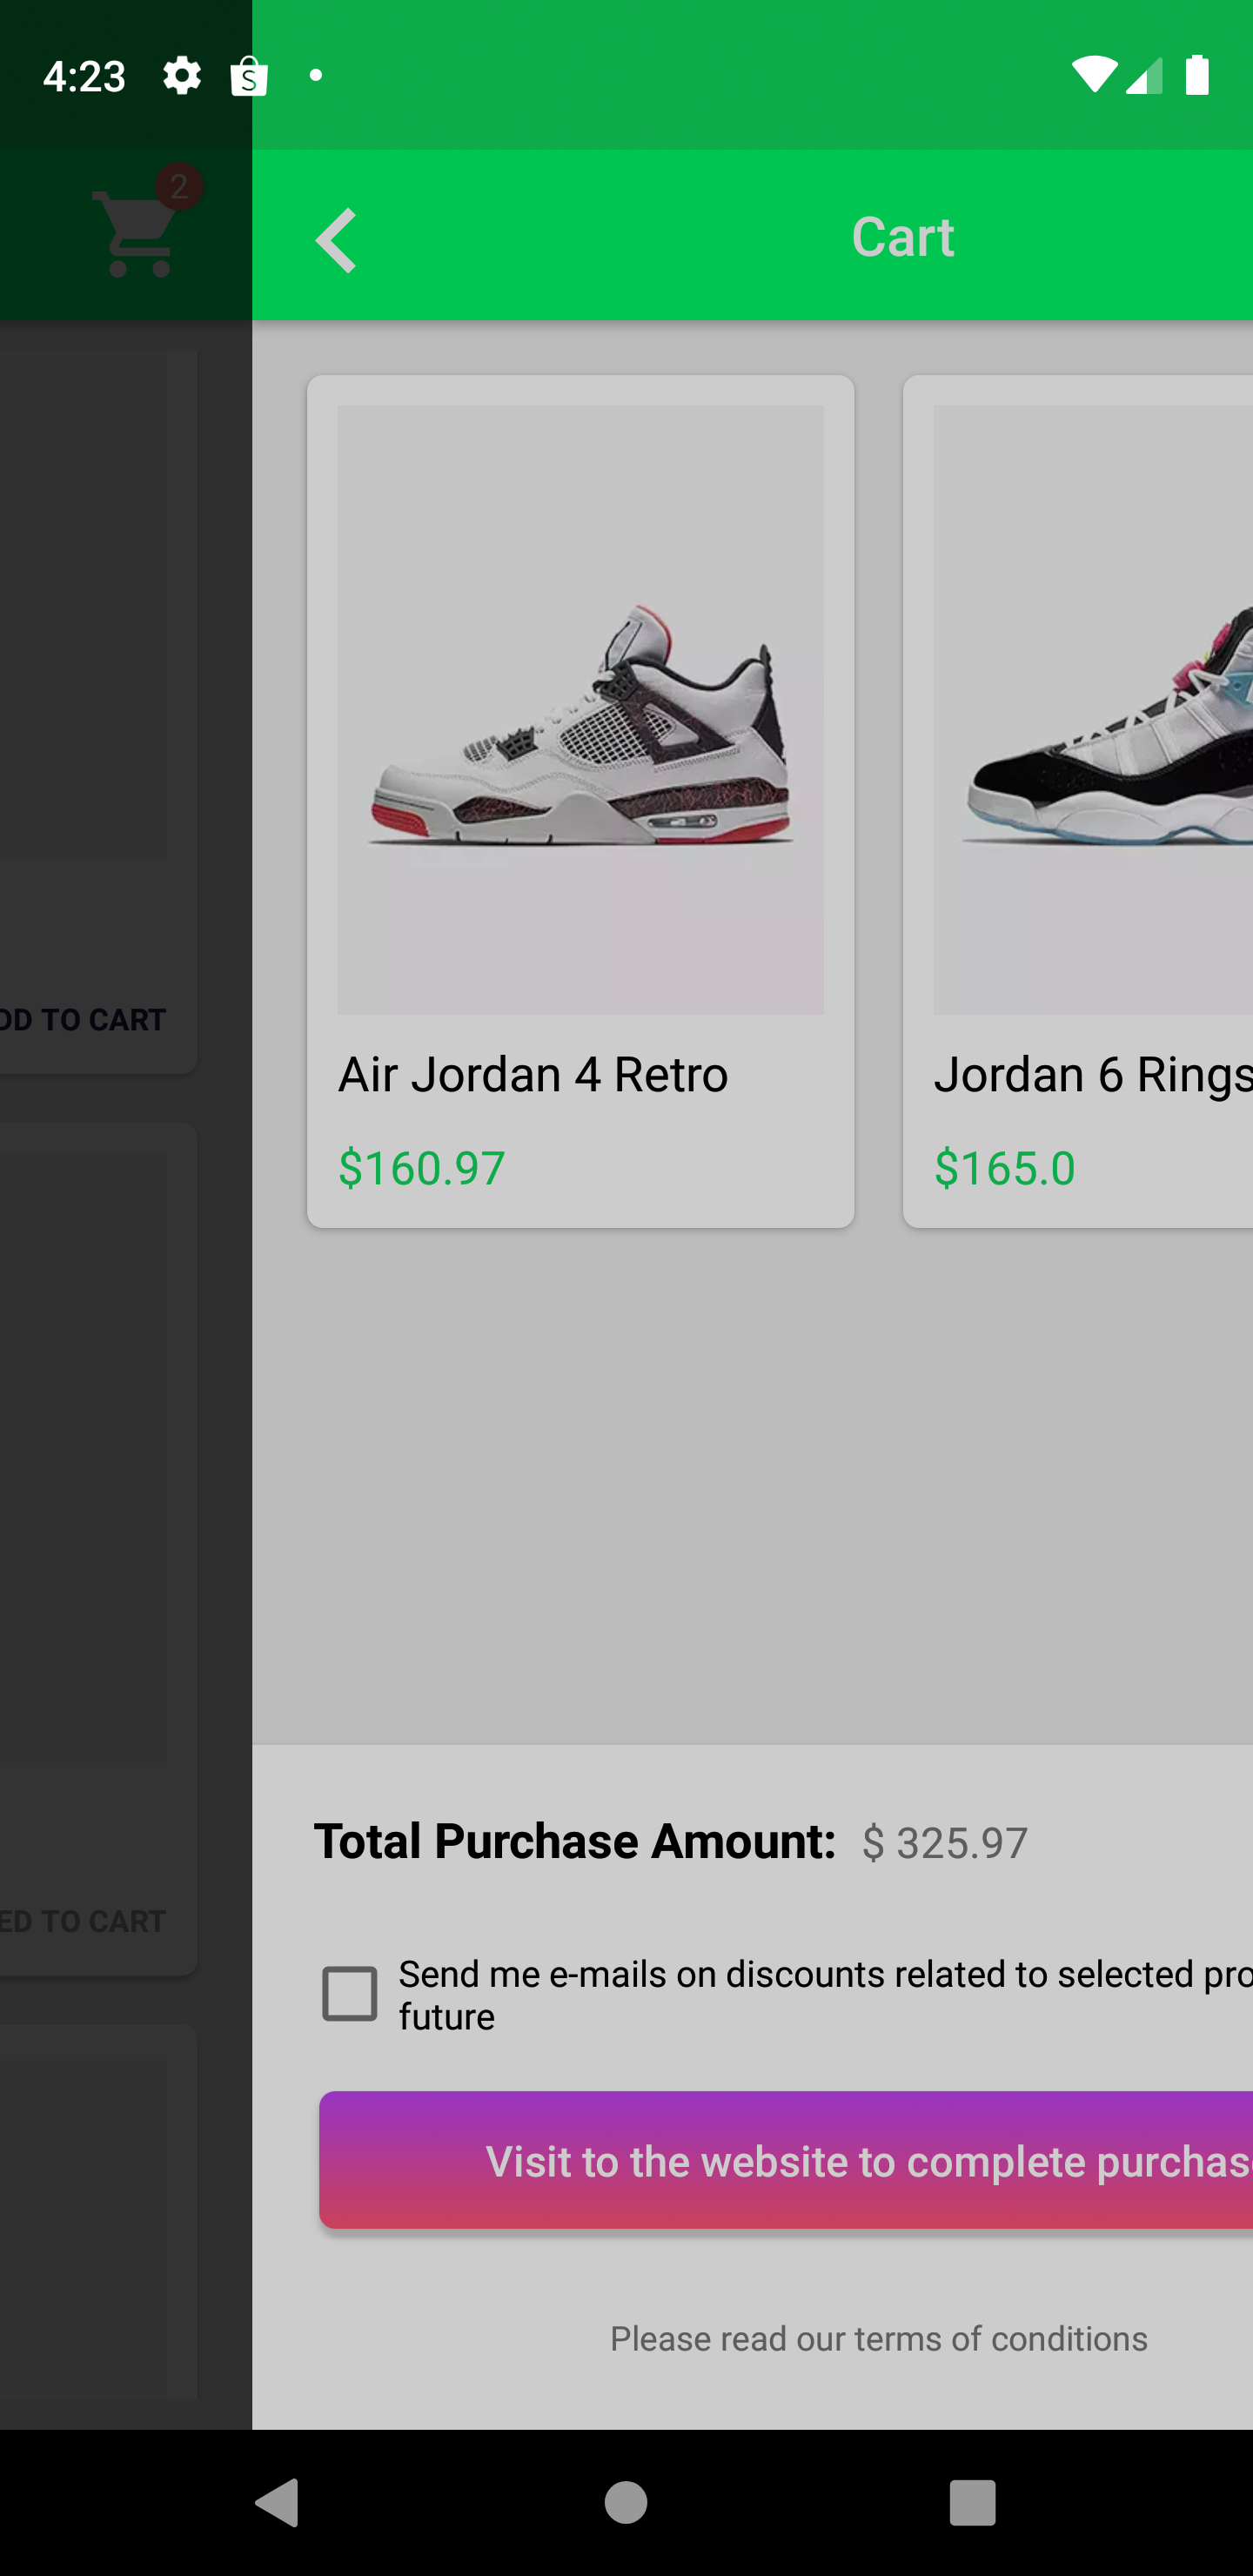 4:23
2
Cart
DD TO CART
Air Jordan 4 Retro
$160.97
Jordan 6 Rings
$165.0
ED TO CART
Total Purchase Amount: $ 325.97
Send me e-mails on discounts related to selected pro
future
Visit to the website to complete purchas
Please read our terms of conditions